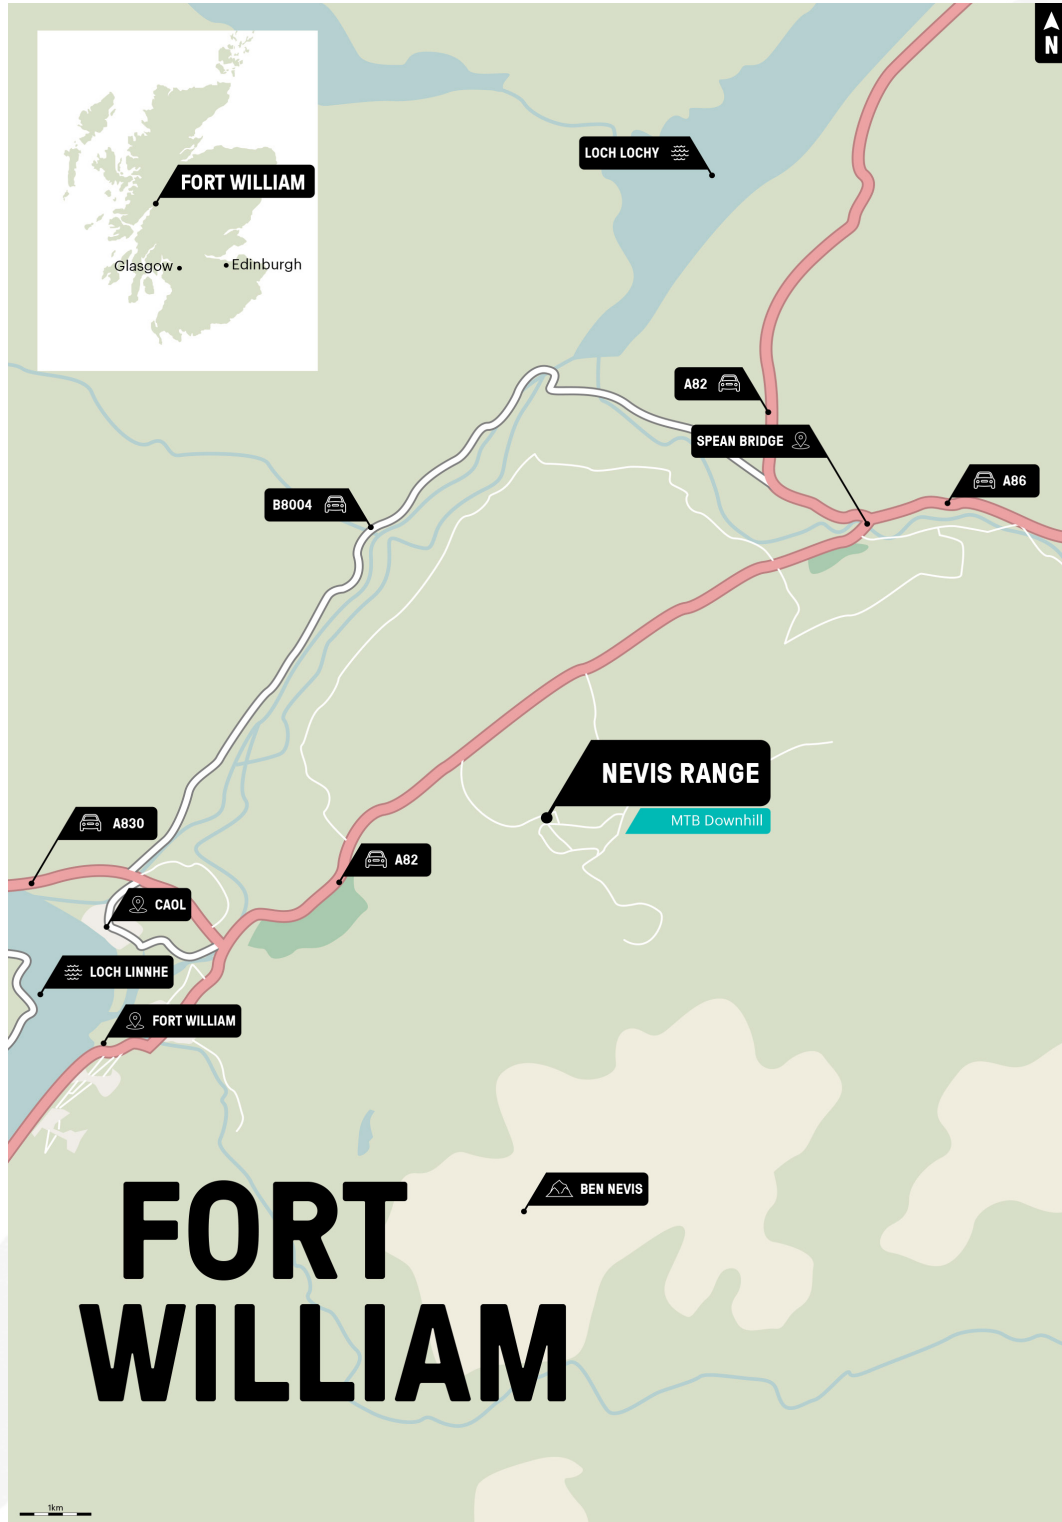 N
FORT WILLIAM
Glasgow
Edinburgh
LOCH LOCHY
A82
SPEAN BRIDGE
A86
B8004
NEVIS RANGE
MTB Downhill
A830
A82
CAOL
LOCH LINNHE
FORT WILLIAM
BEN NEVIS
FORT
WILLIAM
1km